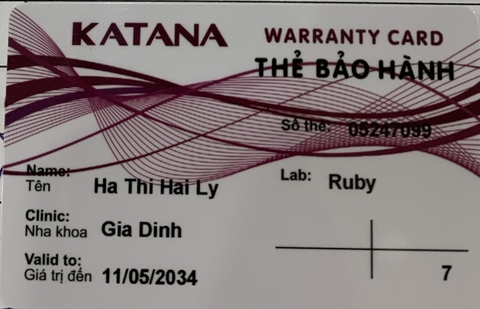 KATANA WARRANTY CARD
THẺ BẢO HÀNH
Số thẻ: 05247099
Name:
Tên Ha Thi Hai Ly
Lab: Ruby
Clinic:
Nha khoa Gia Dinh
Valid to:
Giá trị đến 11/05/2034
7